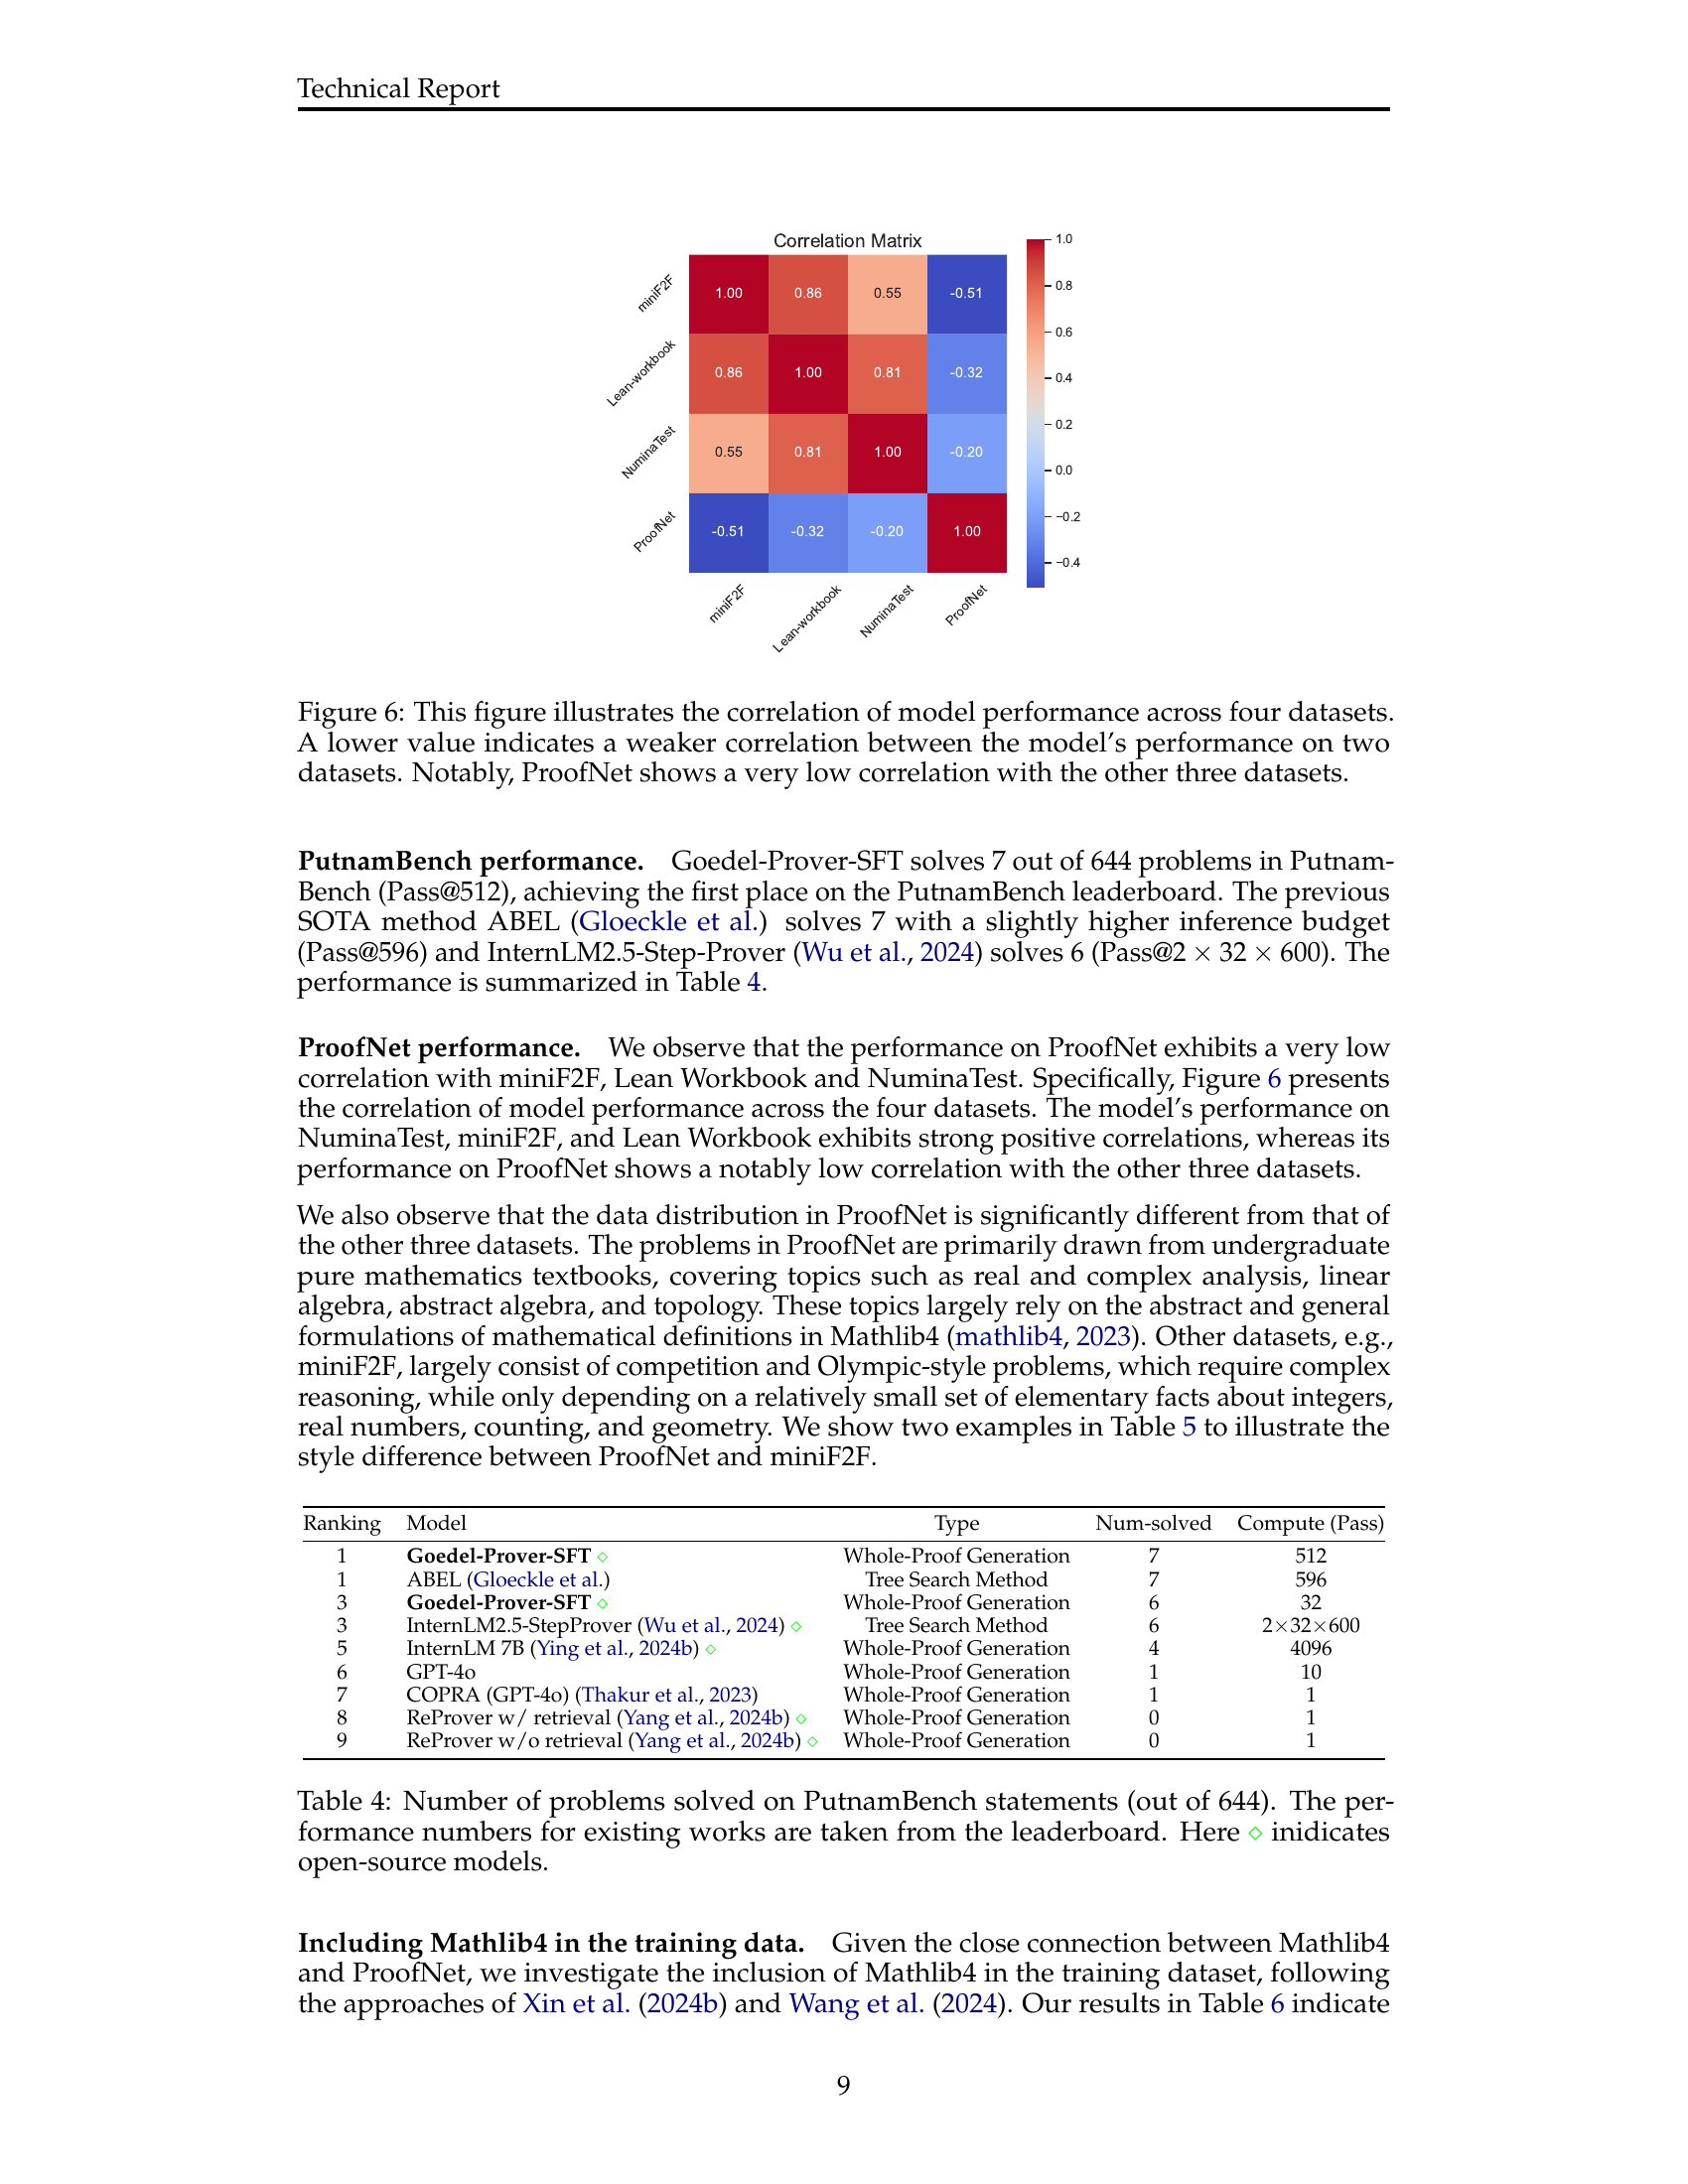 Technical Report
Correlation Matrix
miniF2F 1.00 0.86 0.55 -0.51
Lean-workbook 0.86 1.00 0.81 -0.32
NuminaTest 0.55 0.81 1.00 -0.20
ProofNet -0.51 -0.32 -0.20 1.00
miniF2F Lean-workbook NuminaTest ProofNet
1.0
0.8
0.6
0.4
0.2
0.0
−0.2
−0.4
Figure 6: This figure illustrates the correlation of model performance across four datasets.
A lower value indicates a weaker correlation between the model's performance on two
datasets. Notably, ProofNet shows a very low correlation with the other three datasets.
PutnamBench performance. Goedel-Prover-SFT solves 7 out of 644 problems in Putnam-
Bench (Pass@512), achieving the first place on the PutnamBench leaderboard. The previous
SOTA method ABEL (Gloeckle et al.) solves 7 with a slightly higher inference budget
(Pass@596) and InternLM2.5-Step-Prover (Wu et al., 2024) solves 6 (Pass@2 × 32 × 600). The
performance is summarized in Table 4.
ProofNet performance. We observe that the performance on ProofNet exhibits a very low
correlation with miniF2F, Lean Workbook and NuminaTest. Specifically, Figure 6 presents
the correlation of model performance across the four datasets. The model's performance on
NuminaTest, miniF2F, and Lean Workbook exhibits strong positive correlations, whereas its
performance on ProofNet shows a notably low correlation with the other three datasets.
We also observe that the data distribution in ProofNet is significantly different from that of
the other three datasets. The problems in ProofNet are primarily drawn from undergraduate
pure mathematics textbooks, covering topics such as real and complex analysis, linear
algebra, abstract algebra, and topology. These topics largely rely on the abstract and general
formulations of mathematical definitions in Mathlib4 (mathlib4, 2023). Other datasets, e.g.,
miniF2F, largely consist of competition and Olympic-style problems, which require complex
reasoning, while only depending on a relatively small set of elementary facts about integers,
real numbers, counting, and geometry. We show two examples in Table 5 to illustrate the
style difference between ProofNet and miniF2F.
Ranking Model Type Num-solved Compute (Pass)
1 Goedel-Prover-SFT ⋄ Whole-Proof Generation 7 512
1 ABEL (Gloeckle et al.) Tree Search Method 7 596
3 Goedel-Prover-SFT ⋄ Whole-Proof Generation 6 32
3 InternLM2.5-StepProver (Wu et al., 2024) ⋄ Tree Search Method 6 2×32×600
5 InternLM 7B (Ying et al., 2024b) ⋄ Whole-Proof Generation 4 4096
6 GPT-4o Whole-Proof Generation 1 10
7 COPRA (GPT-4o) (Thakur et al., 2023) Whole-Proof Generation 1 1
8 ReProver w/ retrieval (Yang et al., 2024b) ⋄ Whole-Proof Generation 0 1
9 ReProver w/o retrieval (Yang et al., 2024b) ⋄ Whole-Proof Generation 0 1
Table 4: Number of problems solved on PutnamBench statements (out of 644). The per-
formance numbers for existing works are taken from the leaderboard. Here ⋄ inidicates
open-source models.
Including Mathlib4 in the training data. Given the close connection between Mathlib4
and ProofNet, we investigate the inclusion of Mathlib4 in the training dataset, following
the approaches of Xin et al. (2024b) and Wang et al. (2024). Our results in Table 6 indicate
9